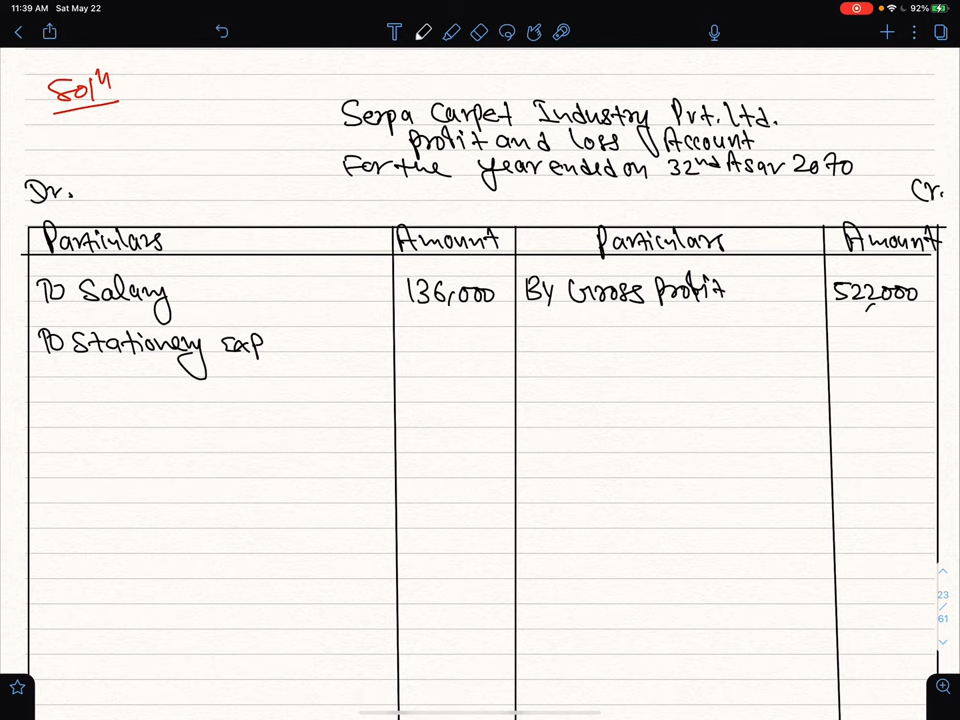 11:39 AM Sat May 22
92%
Solⁿ
Serpa Carpet Industry Pvt. Ltd.
Profit and Loss Account
For the year ended on 32nd Asar 2070
Dr. Cr.
Particulars Amount Particulars Amount
To Salary 136,000 By Gross Profit 522,000
To Stationery Exp
23
/
61